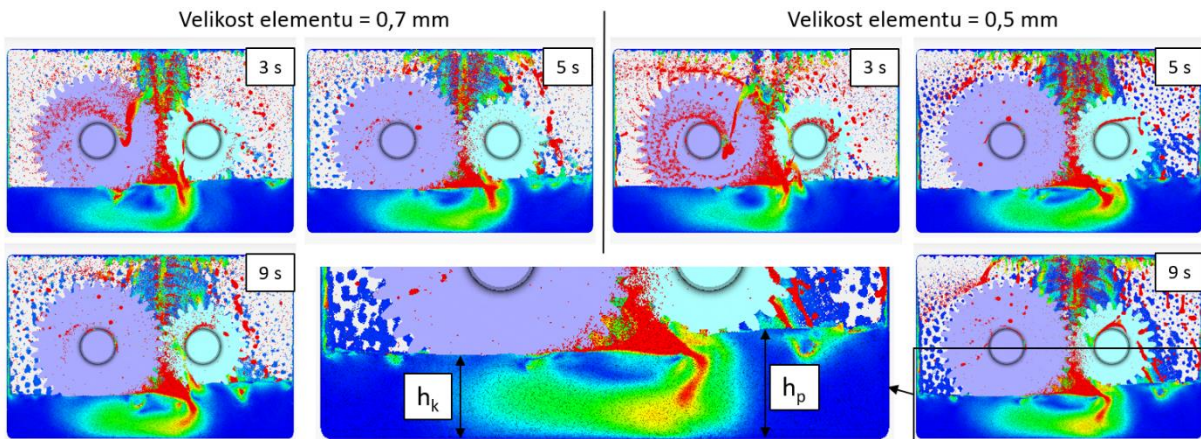 Velikost elementu = 0,7 mm
Velikost elementu = 0,5 mm
3 s
5 s
3 s
5 s
9 s
9 s
hk
hp